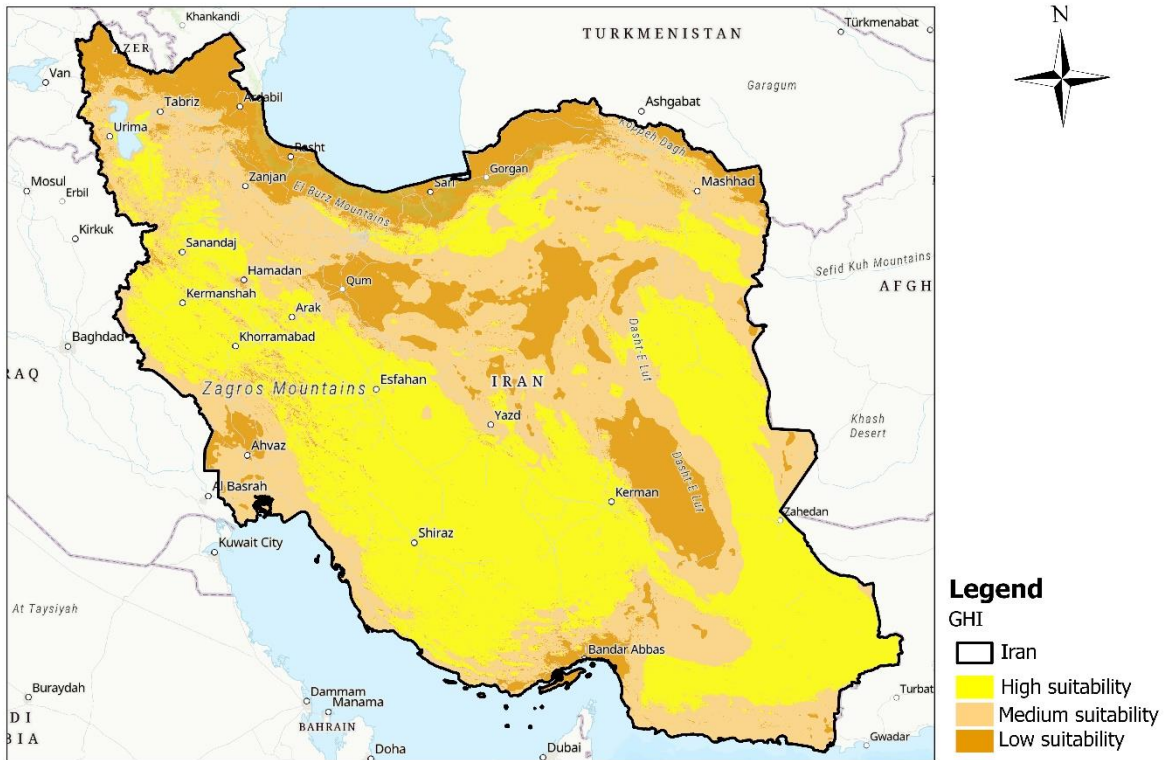 Khankandi
AZER
Van
Tabriz
Ardabil
Urima
Rasht
Mosul
Erbil
Zanjan
El Burz Mountains
Sari
Gorgan
TURKMENISTAN
Türkmenabat
Garagum
Ashgabat
Koppeh Dagh
Mashhad
Kirkuk
Sanandaj
Hamadan
Qum
Kermanshah
Arak
Khorramabad
Baghdad
RAQ
Sefid Kuh Mountains
AFGH
Dasht-E Lut
Zagros Mountains
Esfahan
IRAN
Yazd
Khash
Desert
Ahvaz
Al Basrah
Dasht-E Lut
Kerman
Zahedan
Kuwait City
Shiraz
At Taysiyah
Bandar Abbas
Buraydah
Dammam
Manama
BAHRAIN
DI
BIA
Doha
Dubai
Turbat
Gwadar
N
Legend
GHI
Iran
High suitability
Medium suitability
Low suitability